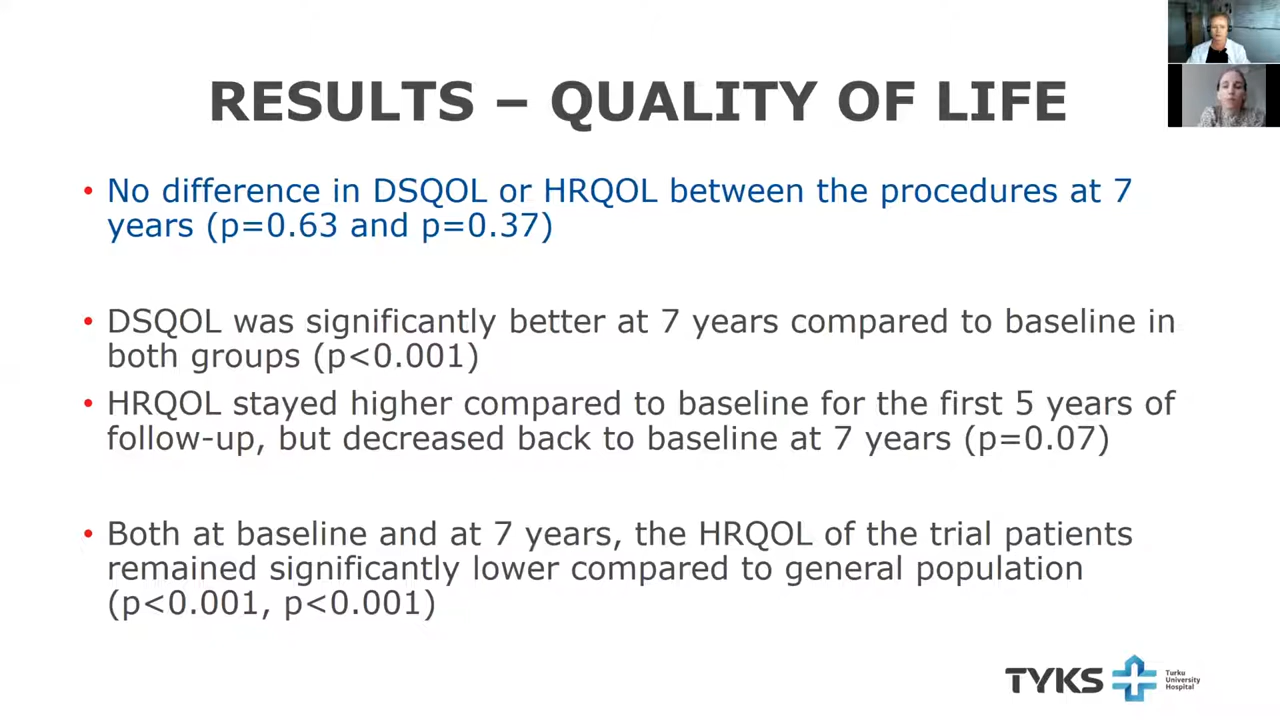 RESULTS – QUALITY OF LIFE
• No difference in DSQOL or HRQOL between the procedures at 7
years (p=0.63 and p=0.37)
• DSQOL was significantly better at 7 years compared to baseline in
both groups (p<0.001)
• HRQOL stayed higher compared to baseline for the first 5 years of
follow-up, but decreased back to baseline at 7 years (p=0.07)
• Both at baseline and at 7 years, the HRQOL of the trial patients
remained significantly lower compared to general population
(p<0.001, p<0.001)
TYKS
Turku
University
Hospital